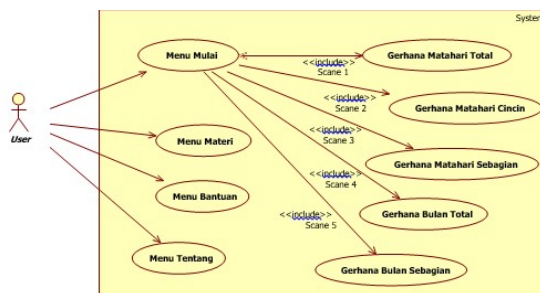 System
Menu Mulai
<<include>>
Scane 1
Gerhana Matahari Total
<<include>>
Scane 2
Gerhana Matahari Cincin
User
Menu Materi
<<include>>
Scane 3
Gerhana Matahari Sebagian
<<include>>
Scane 4
Menu Bantuan
Gerhana Bulan Total
<<include>>
Scane 5
Menu Tentang
Gerhana Bulan Sebagian